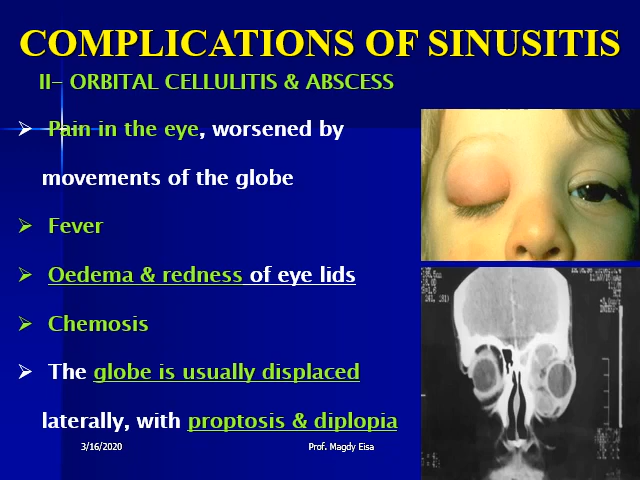 COMPLICATIONS OF SINUSITIS
II- ORBITAL CELLULITIS & ABSCESS
➢ Pain in the eye, worsened by
movements of the globe
➢ Fever
➢ Oedema & redness of eye lids
➢ Chemosis
➢ The globe is usually displaced
laterally, with proptosis & diplopia
3/16/2020 Prof. Magdy Eisa